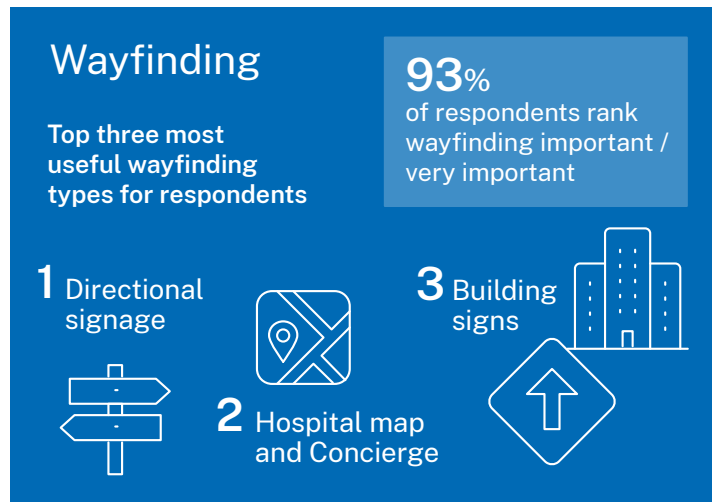 Wayfinding
Top three most
useful wayfinding
types for respondents
93%
of respondents rank
wayfinding important /
very important
1 Directional
signage
2 Hospital map
and Concierge
3 Building
signs